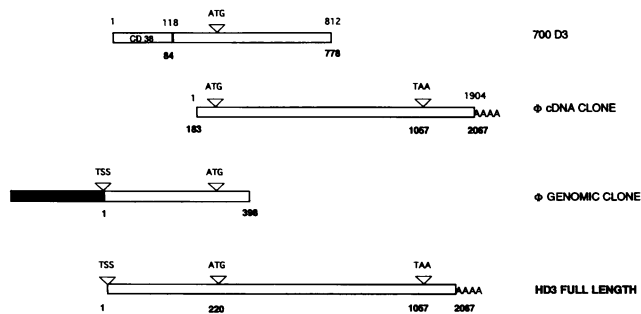 ATG
1 118 812
CD 38
700 D3
84 778
ATG TAA
1 1904
AAAA
Φ cDNA CLONE
183 1057 2067
TSS ATG
Φ GENOMIC CLONE
1 398
TSS ATG TAA
AAAA
HD3 FULL LENGTH
1 220 1057 2067